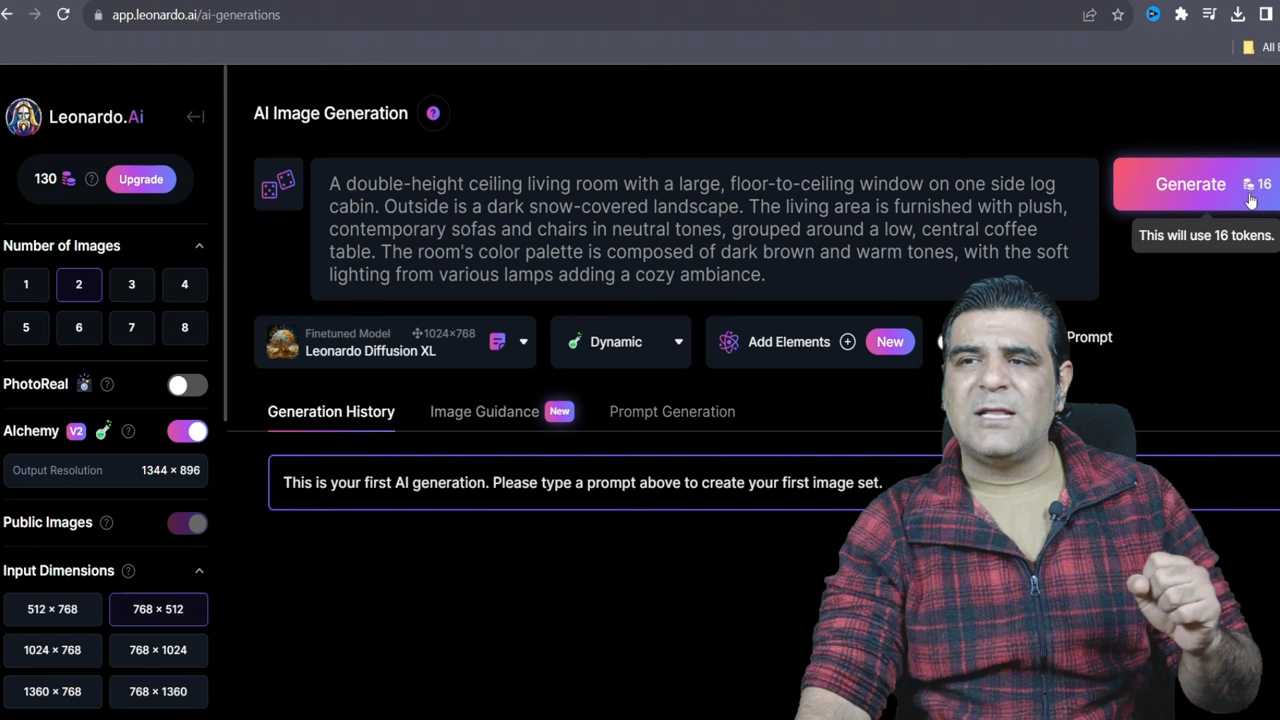 app.leonardo.ai/ai-generations
All
Leonardo.Ai
130
Upgrade
Number of Images
1 2 3 4
5 6 7 8
PhotoReal
Alchemy V2
Output Resolution 1344 × 896
Public Images
Input Dimensions
512 × 768 768 × 512
1024 × 768 768 × 1024
1360 × 768 768 × 1360
AI Image Generation ?
A double-height ceiling living room with a large, floor-to-ceiling window on one side log
cabin. Outside is a dark snow-covered landscape. The living area is furnished with plush,
contemporary sofas and chairs in neutral tones, grouped around a low, central coffee
table. The room's color palette is composed of dark brown and warm tones, with the soft
lighting from various lamps adding a cozy ambiance.
Generate 16
This will use 16 tokens.
Finetuned Model 1024×768
Leonardo Diffusion XL
Dynamic
Add Elements New
Prompt
Generation History Image Guidance New Prompt Generation
This is your first AI generation. Please type a prompt above to create your first image set.